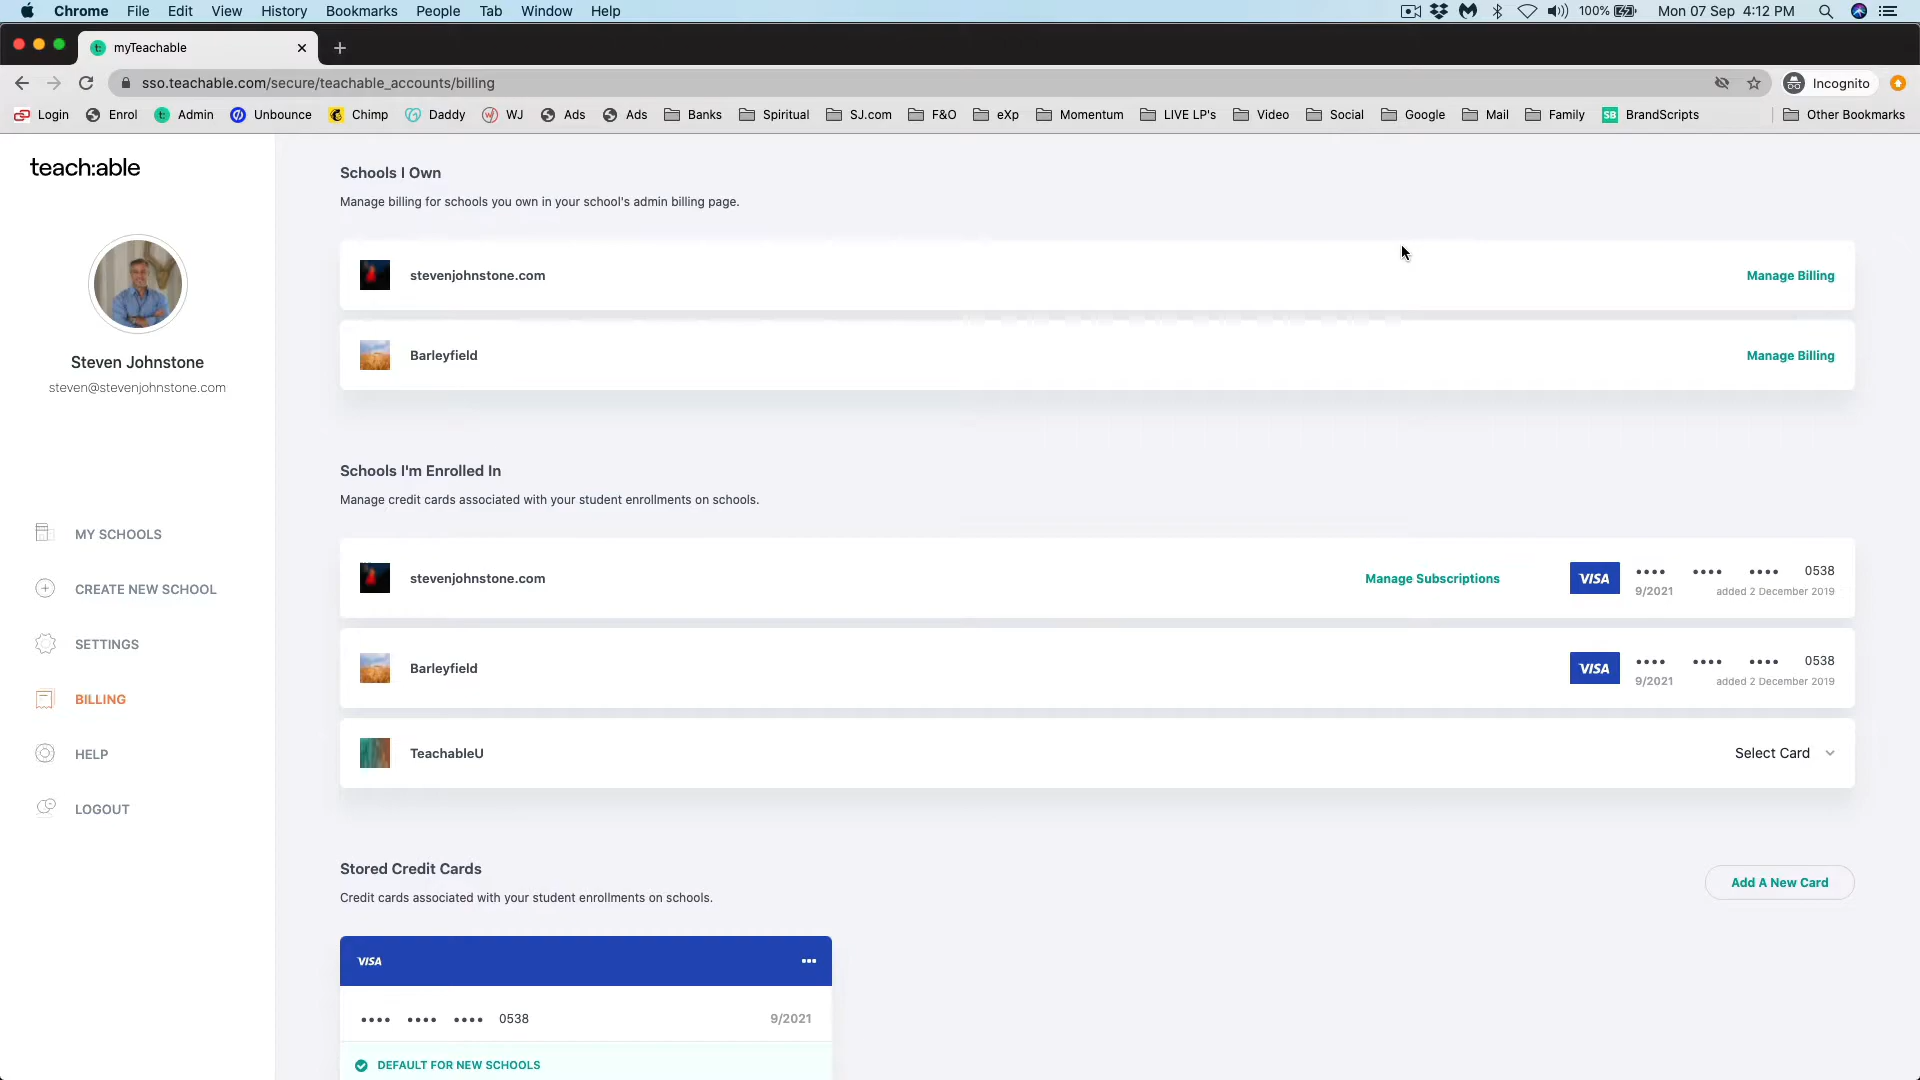 Chrome File Edit View History Bookmarks People Tab Window Help 100% Mon 07 Sep 4:12 PM
myTeachable
sso.teachable.com/secure/teachable_accounts/billing Incognito
Login Enrol Admin Unbounce Chimp Daddy WJ Ads Ads Banks Spiritual SJ.com F&O eXp Momentum LIVE LP's Video Social Google Mail Family SB BrandScripts Other Bookmarks
teach:able
Steven Johnstone
steven@stevenjohnstone.com
MY SCHOOLS
CREATE NEW SCHOOL
SETTINGS
BILLING
HELP
LOGOUT
Schools I Own
Manage billing for schools you own in your school's admin billing page.
stevenjohnstone.com Manage Billing
Barleyfield Manage Billing
Schools I'm Enrolled In
Manage credit cards associated with your student enrollments on schools.
stevenjohnstone.com Manage Subscriptions VISA •••• •••• •••• 0538
9/2021 added 2 December 2019
Barleyfield VISA •••• •••• •••• 0538
9/2021 added 2 December 2019
TeachableU Select Card
Stored Credit Cards
Add A New Card
Credit cards associated with your student enrollments on schools.
VISA •••
•••• •••• •••• 0538 9/2021
DEFAULT FOR NEW SCHOOLS